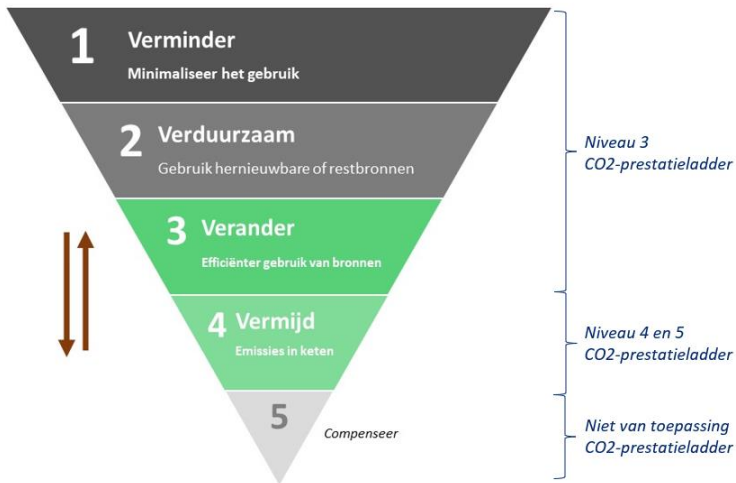 1 Verminder
Minimaliseer het gebruik
2 Verduurzaam
Gebruik hernieuwbare of restbronnen
3 Verander
Efficiënter gebruik van bronnen
4 Vermijd
Emissies in keten
5
Compenseer
Niveau 3
CO2-prestatieladder
Niveau 4 en 5
CO2-prestatieladder
Niet van toepassing
CO2-prestatieladder